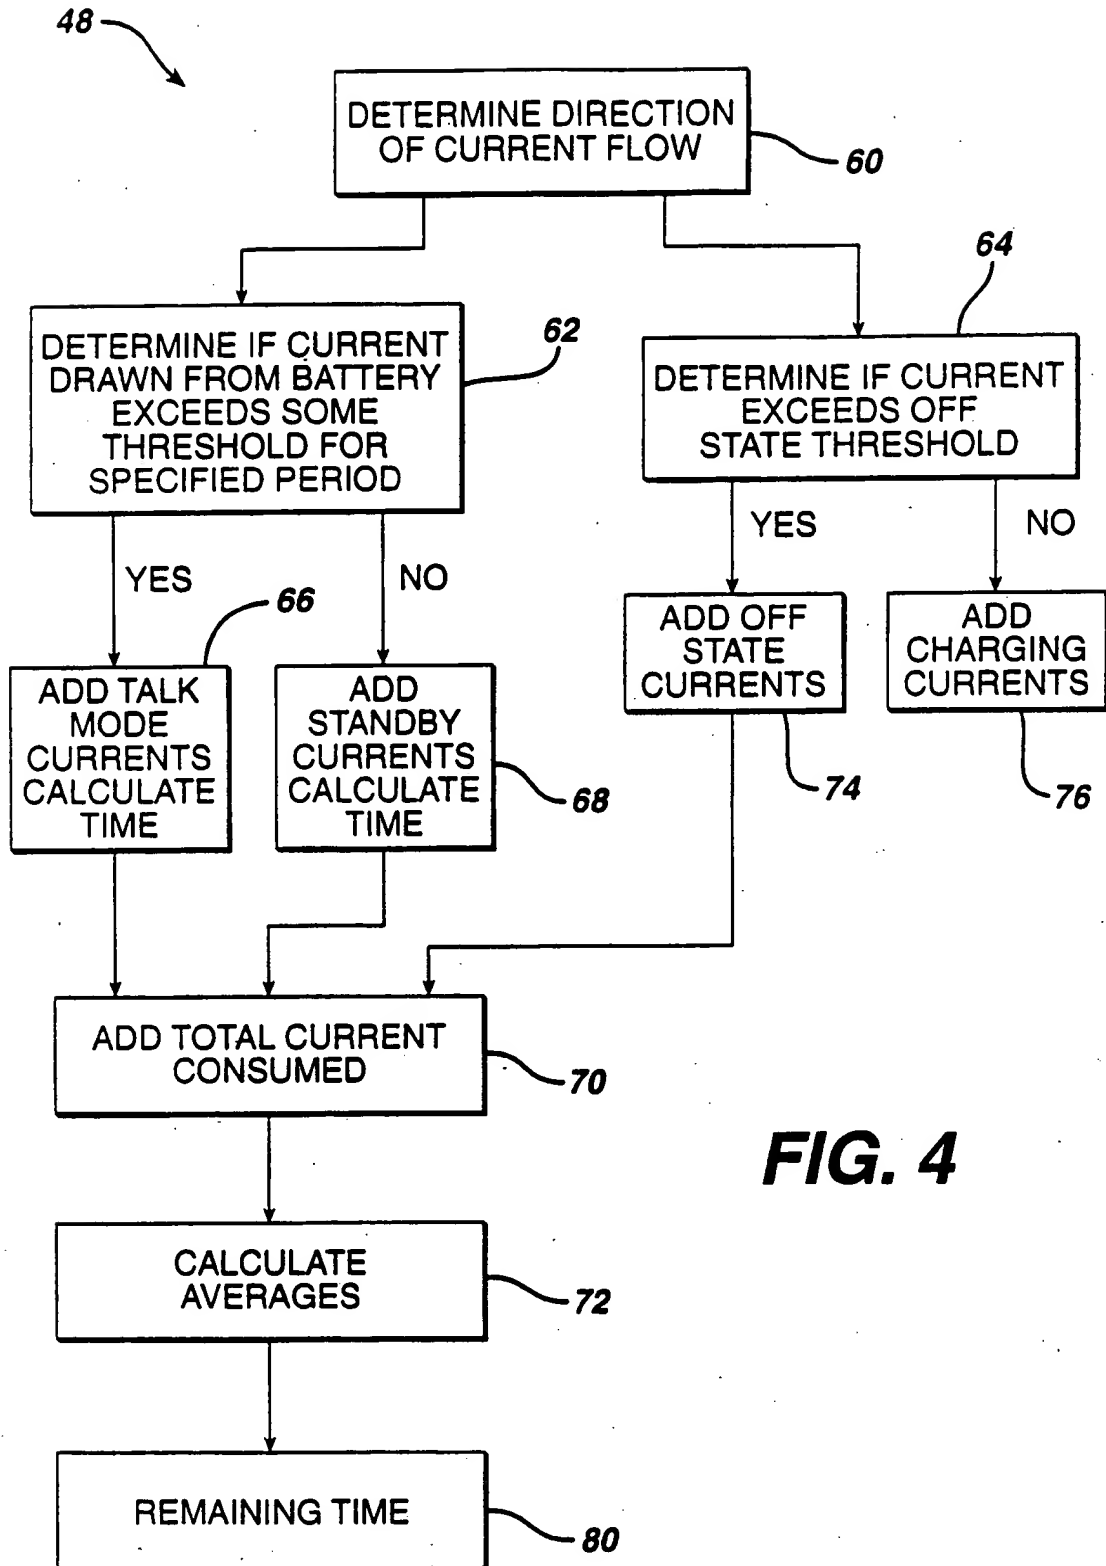 48
DETERMINE DIRECTION
OF CURRENT FLOW
60
64
62
DETERMINE IF CURRENT
DRAWN FROM BATTERY
EXCEEDS SOME
THRESHOLD FOR
SPECIFIED PERIOD
DETERMINE IF CURRENT
EXCEEDS OFF
STATE THRESHOLD
YES
NO
YES
NO
66
ADD TALK
MODE
CURRENTS
CALCULATE
TIME
ADD
STANDBY
CURRENTS
CALCULATE
TIME
68
ADD OFF
STATE
CURRENTS
74
ADD
CHARGING
CURRENTS
76
ADD TOTAL CURRENT
CONSUMED
70
FIG. 4
CALCULATE
AVERAGES
72
REMAINING TIME
80